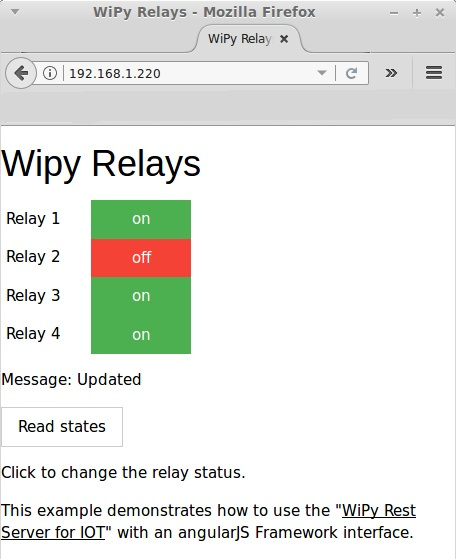 WiPy Relays - Mozilla Firefox
WiPy Relay
192.168.1.220
Wipy Relays
Relay 1 on
Relay 2 off
Relay 3 on
Relay 4 on
Message: Updated
Read states
Click to change the relay status.
This example demonstrates how to use the "WiPy Rest
Server for IOT" with an angularJS Framework interface.